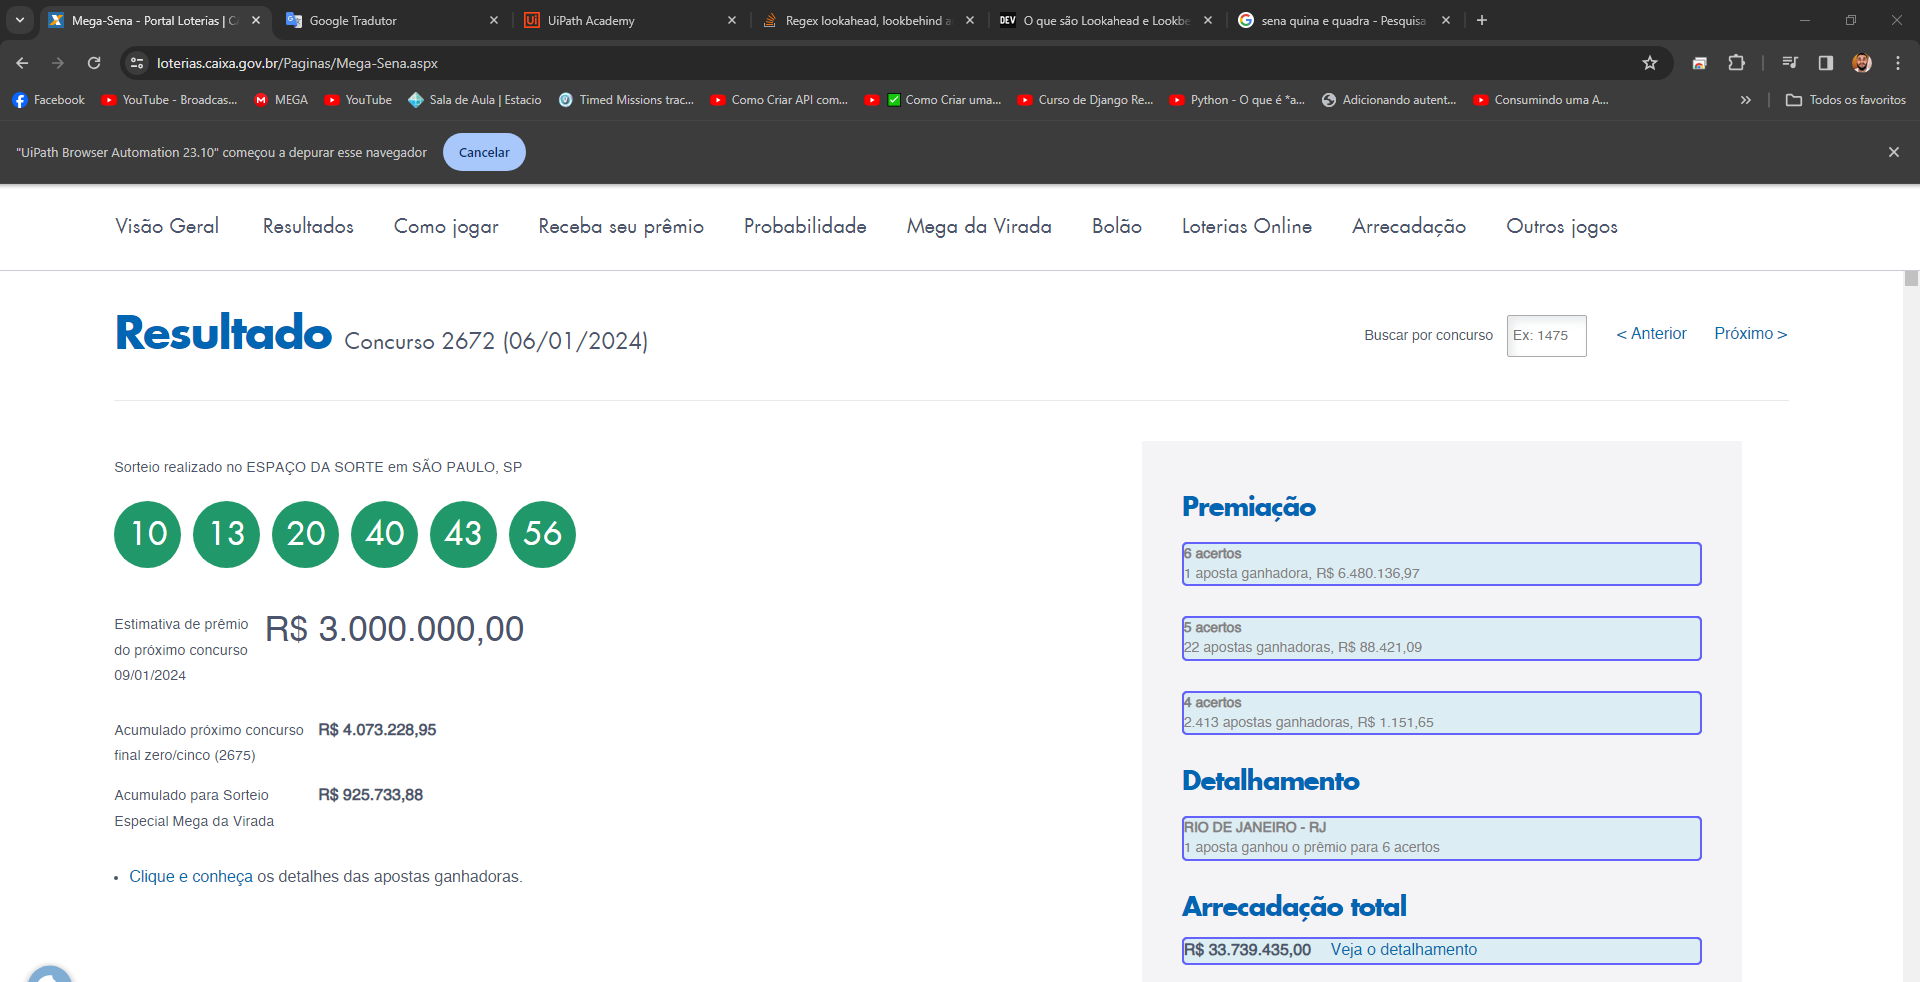 Mega-Sena - Portal Loterias | CA
Google Tradutor
UiPath Academy
Regex lookahead, lookbehind a
DEV O que são Lookahead e Lookbe
sena quina e quadra - Pesquisa
loterias.caixa.gov.br/Paginas/Mega-Sena.aspx
Facebook
YouTube - Broadcas...
MEGA
YouTube
Sala de Aula | Estacio
Timed Missions trac...
Como Criar API com...
Como Criar uma...
Curso de Django Re...
Python - O que é *a...
Adicionando autent...
Consumindo uma A...
Todos os favoritos
"UiPath Browser Automation 23.10" começou a depurar esse navegador
Cancelar
Visão Geral
Resultados
Como jogar
Receba seu prêmio
Probabilidade
Mega da Virada
Bolão
Loterias Online
Arrecadação
Outros jogos
Resultado Concurso 2672 (06/01/2024)
Buscar por concurso
Ex: 1475
< Anterior
Próximo >
Sorteio realizado no ESPAÇO DA SORTE em SÃO PAULO, SP
10 13 20 40 43 56
Estimativa de prêmio
do próximo concurso
09/01/2024
R$ 3.000.000,00
Acumulado próximo concurso
final zero/cinco (2675)
R$ 4.073.228,95
Acumulado para Sorteio
Especial Mega da Virada
R$ 925.733,88
• Clique e conheça os detalhes das apostas ganhadoras.
Premiação
6 acertos
1 aposta ganhadora, R$ 6.480.136,97
5 acertos
22 apostas ganhadoras, R$ 88.421,09
4 acertos
2.413 apostas ganhadoras, R$ 1.151,65
Detalhamento
RIO DE JANEIRO - RJ
1 aposta ganhou o prêmio para 6 acertos
Arrecadação total
R$ 33.739.435,00 Veja o detalhamento